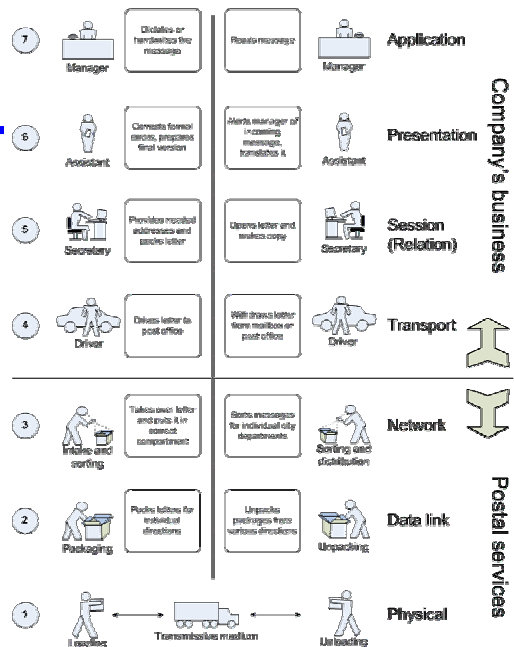 7
Dictates or
handwrites the
message
Reads message
Manager
Manager
Application
6
Corrects formal
errors, prepares
final version
Alerts manager of
incoming
message,
translates it
Assistant
Assistant
Presentation
Company's business
5
Provides needed
addresses and
packs letter
Opens letter and
makes copy
Secretary
Secretary
Session
(Relation)
4
Drives letter to
post office
Withdraws letter
from mailbox or
post office
Driver
Driver
Transport
3
Takes over letter
and puts it in
correct
compartment
Sorts messages
for individual city
departments
Intake and
sorting
Sorting and
distribution
Network
2
Packs letters for
individual
directions
Unpacks
packages from
various directions
Packaging
Unpacking
Data link
Postal services
1
Loading
Transmissive medium
Unloading
Physical